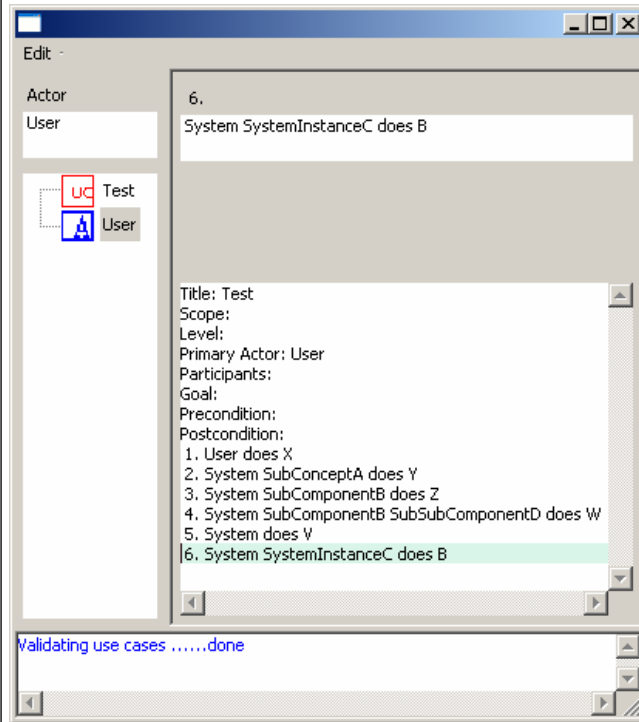 Edit
Actor
User
uc Test
A User
6.
System SystemInstanceC does B
Title: Test
Scope:
Level:
Primary Actor: User
Participants:
Goal:
Precondition:
Postcondition:
1. User does X
2. System SubConceptA does Y
3. System SubComponentB does Z
4. System SubComponentB SubSubComponentD does W
5. System does V
6. System SystemInstanceC does B
Validating use cases ......done